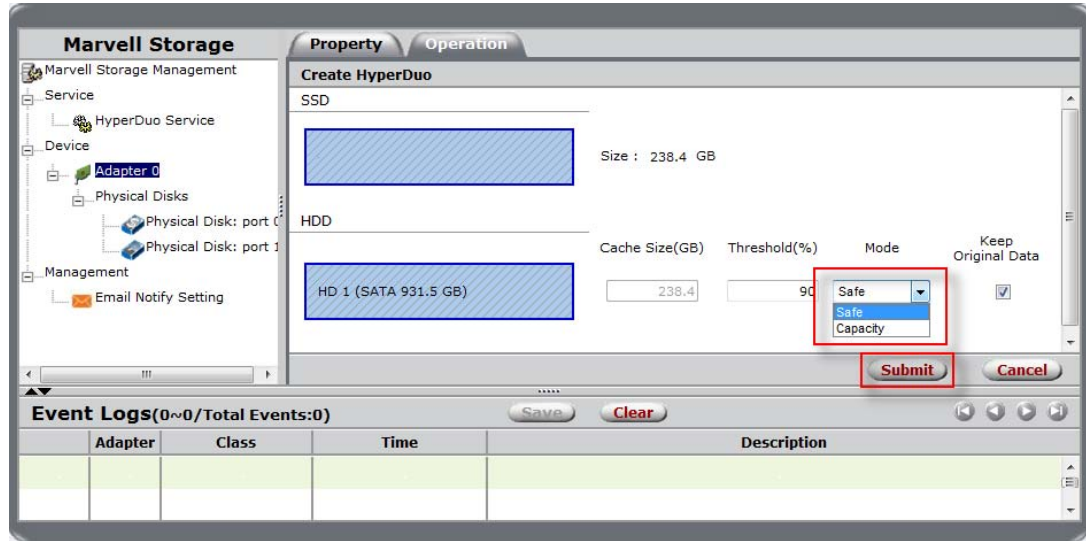 Marvell Storage
Marvell Storage Management
Service
HyperDuo Service
Device
Adapter 0
Physical Disks
Physical Disk: port 0
Physical Disk: port 1
Management
Email Notify Setting
Property
Operation
Create HyperDuo
SSD
Size : 238.4 GB
HDD
Cache Size(GB) Threshold(%) Mode Keep Original Data
HD 1 (SATA 931.5 GB) 238.4 90 Safe
Safe
Capacity
Submit Cancel
Event Logs(0~0/Total Events:0) Save Clear
Adapter Class Time Description